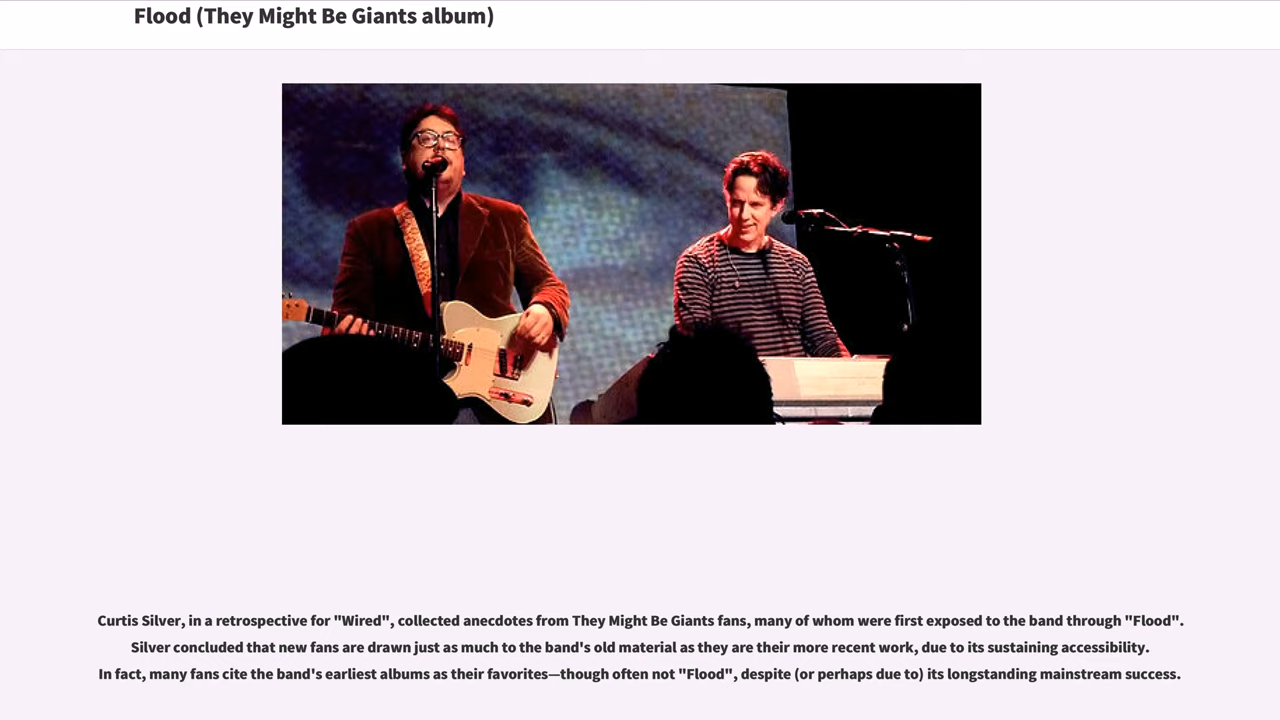 Flood (They Might Be Giants album)
Curtis Silver, in a retrospective for "Wired", collected anecdotes from They Might Be Giants fans, many of whom were first exposed to the band through "Flood".
Silver concluded that new fans are drawn just as much to the band's old material as they are their more recent work, due to its sustaining accessibility.
In fact, many fans cite the band's earliest albums as their favorites—though often not "Flood", despite (or perhaps due to) its longstanding mainstream success.